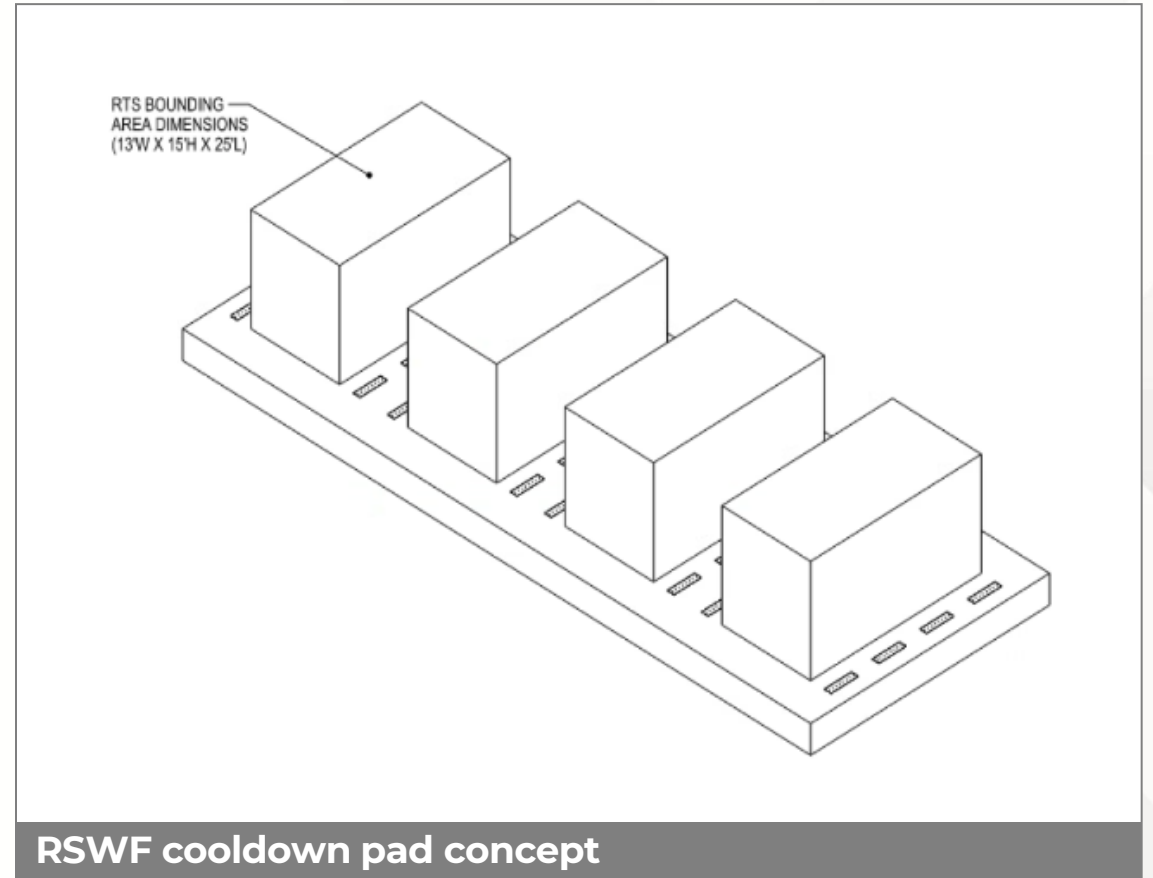 RTS BOUNDING
AREA DIMENSIONS
(13'W X 15'H X 25'L)
RSWF cooldown pad concept